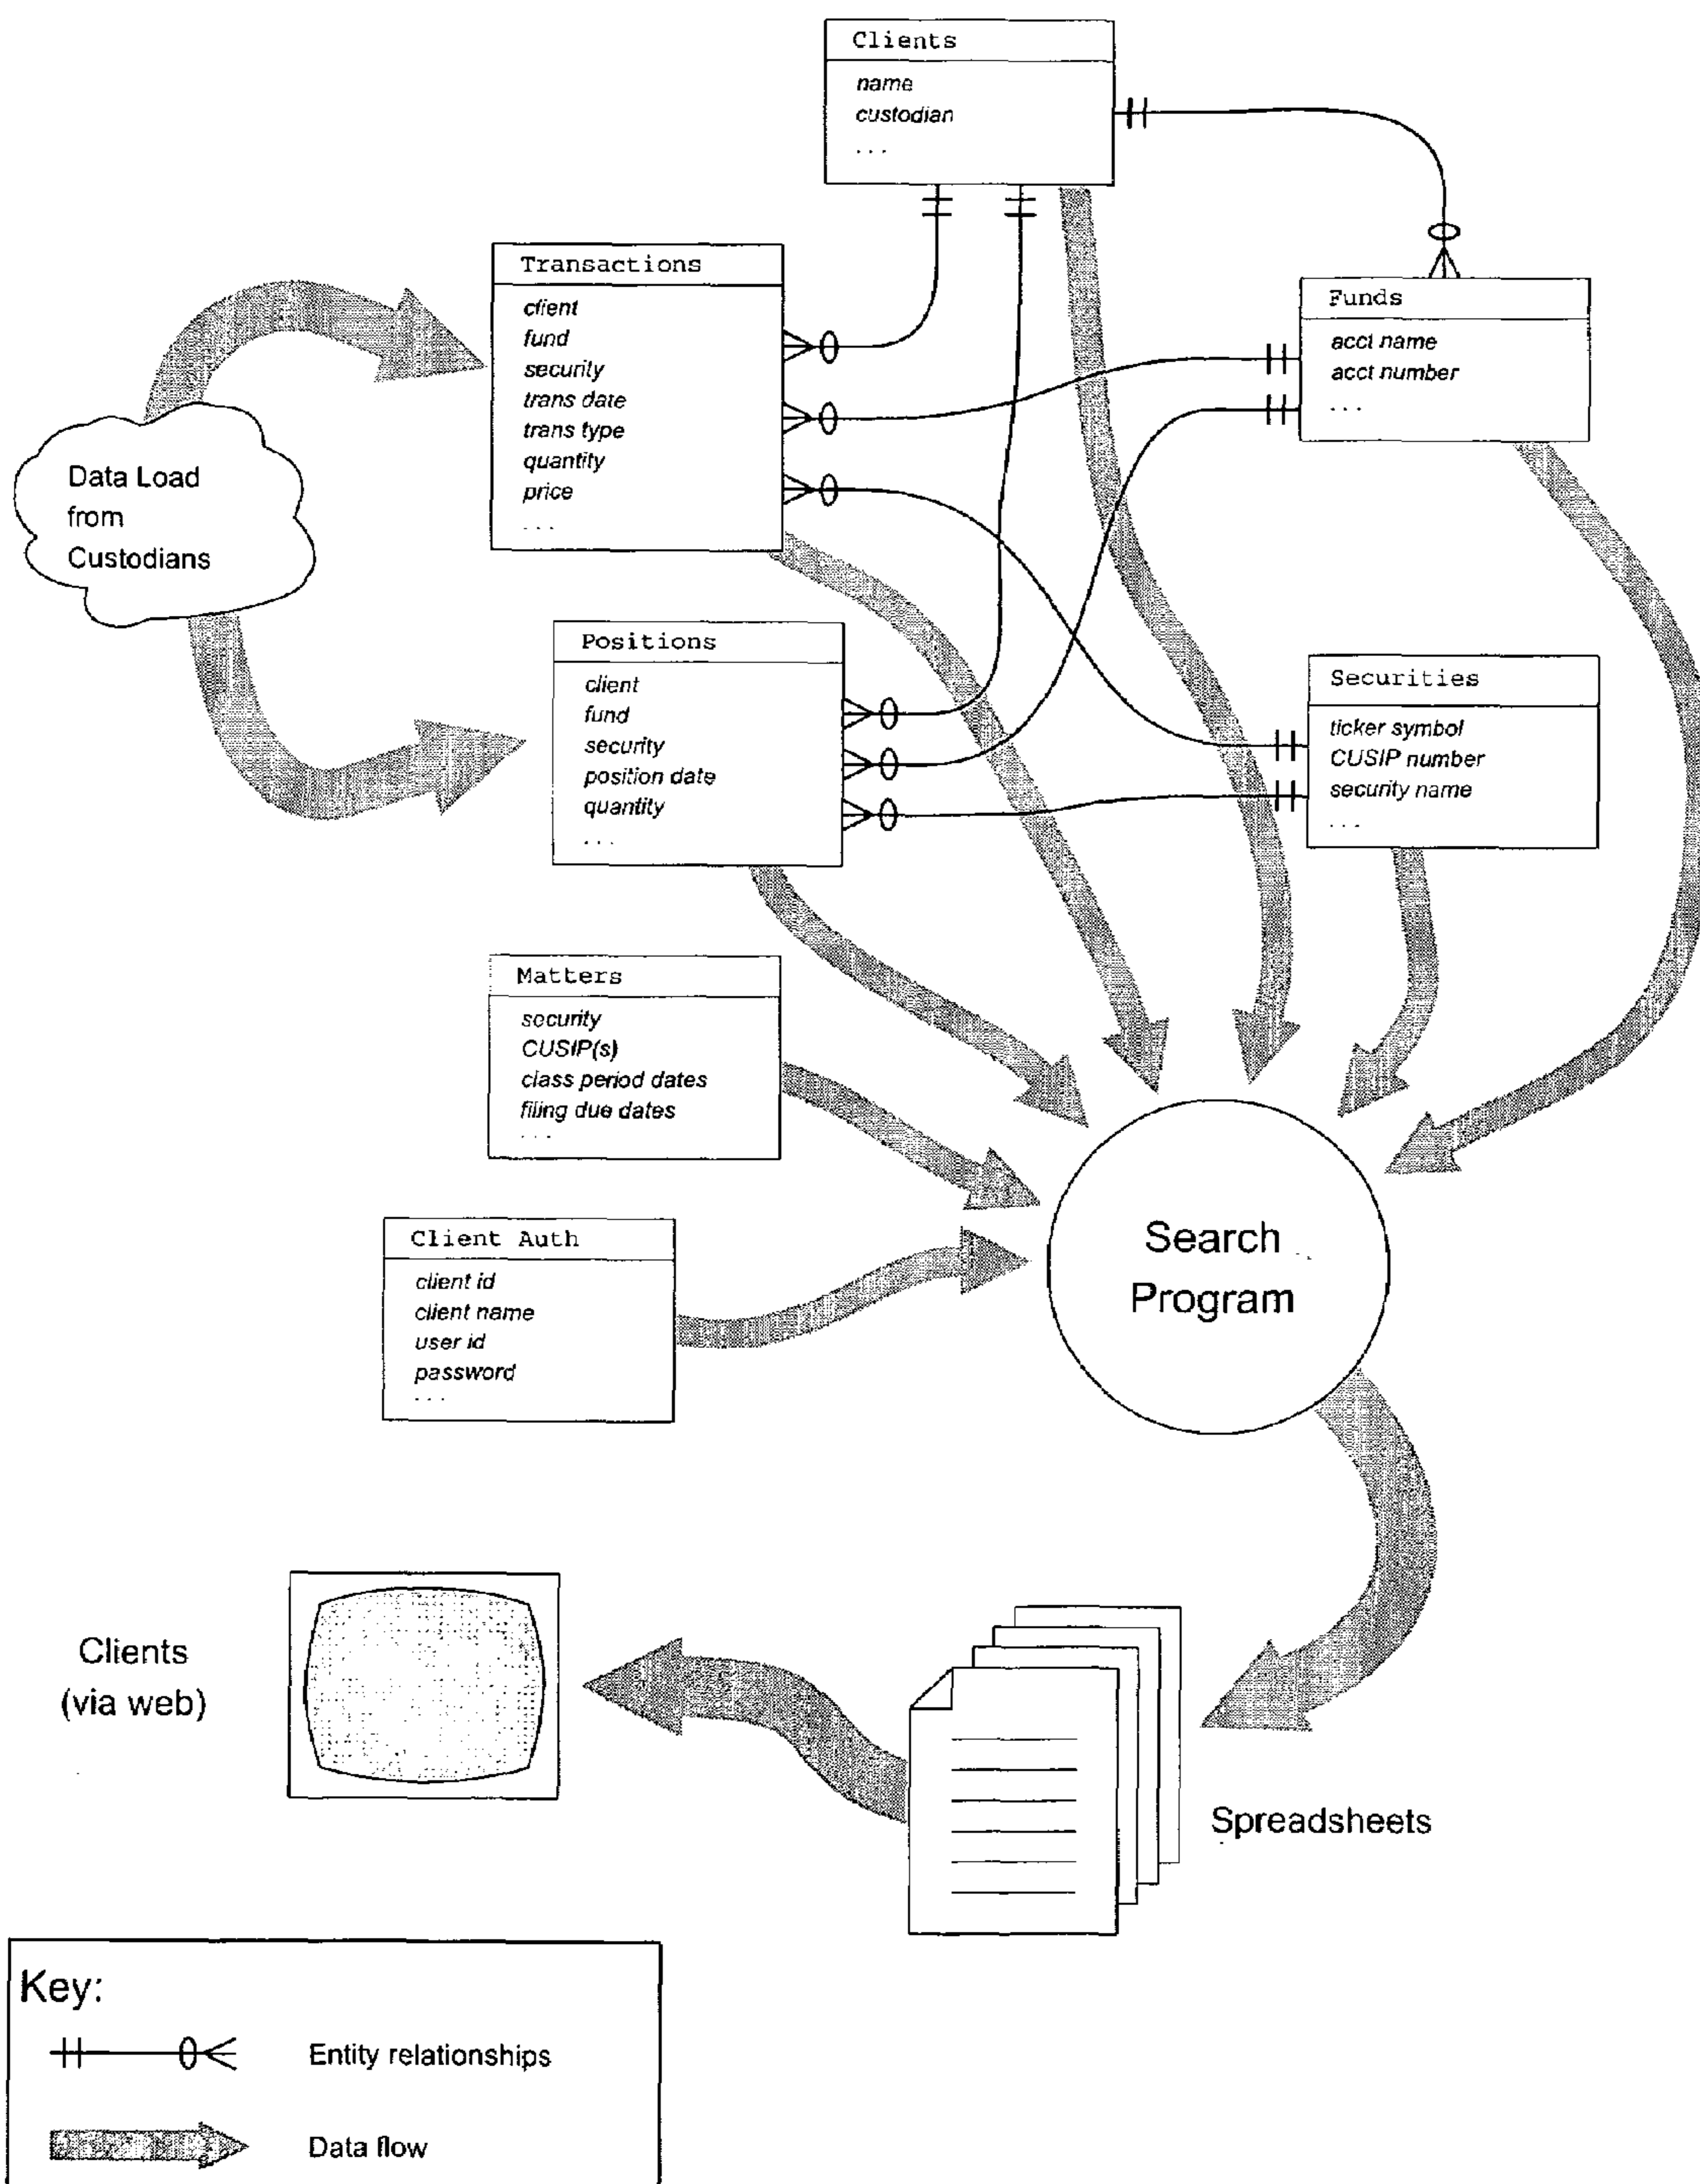 Clients
name
custodian
. . .
Transactions
client
fund
security
trans date
trans type
quantity
price
. . .
Funds
acct name
acct number
. . .
Data Load
from
Custodians
Positions
client
fund
security
position date
quantity
. . .
Securities
ticker symbol
CUSIP number
security name
. . .
Matters
security
CUSIP(s)
class period dates
filing due dates
. . .
Client Auth
client id
client name
user id
password
. . .
Search
Program
Clients
(via web)
Spreadsheets
Key:
Entity relationships
Data flow